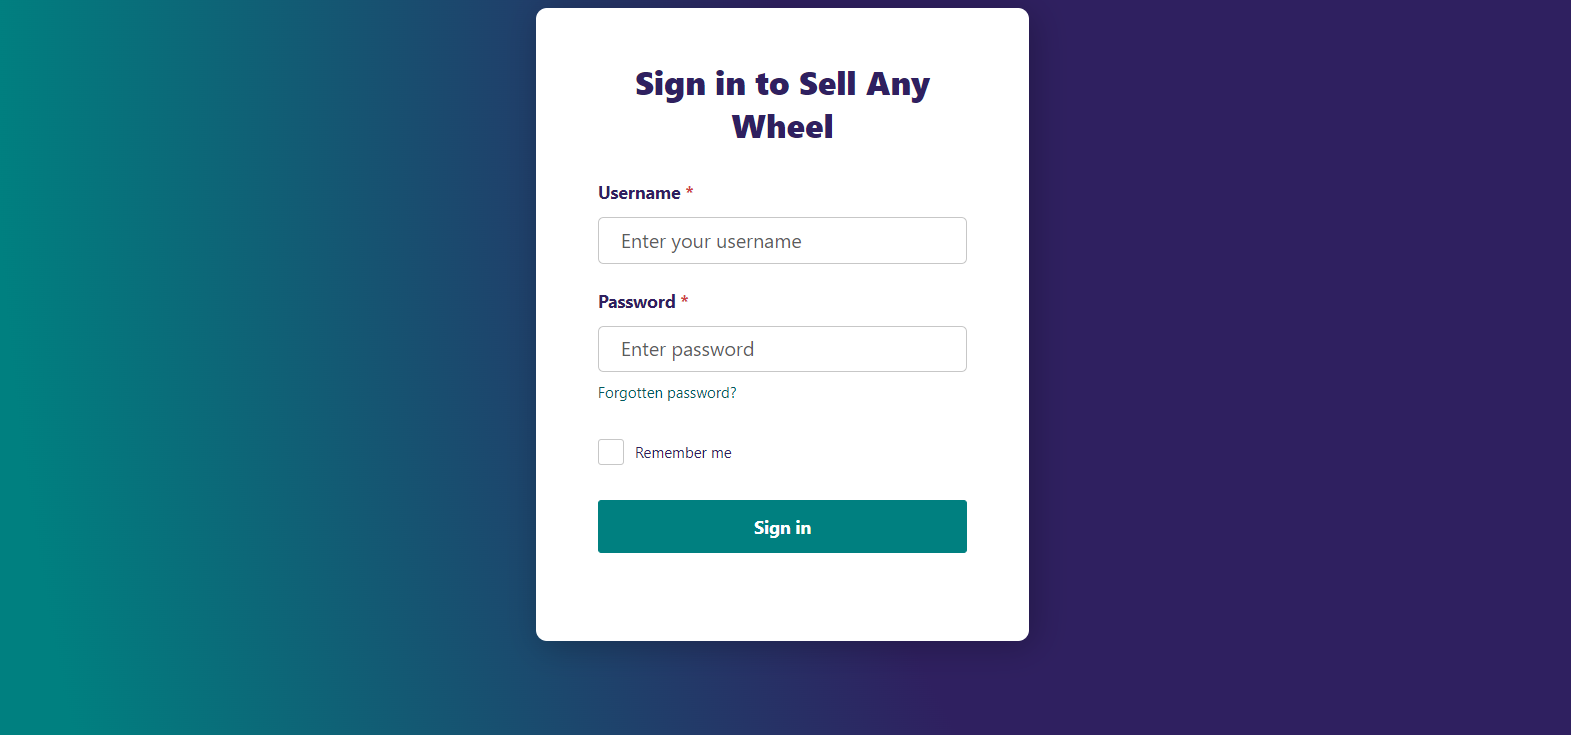 Sign in to Sell Any
Wheel
Username *
Enter your username
Password *
Enter password
Forgotten password?
Remember me
Sign in